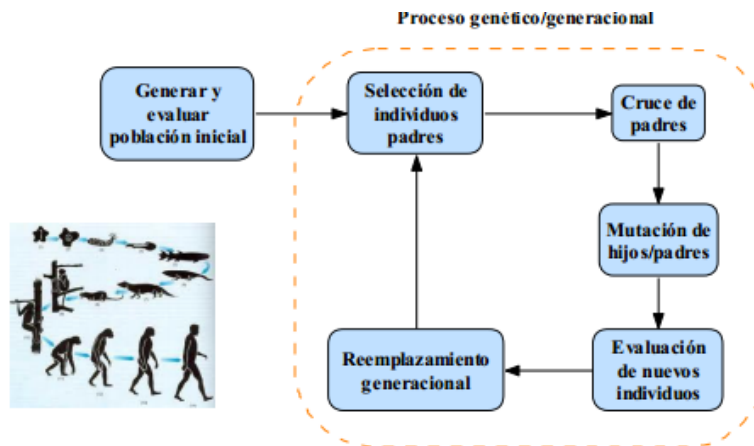 Proceso genético/generacional
Generar y
evaluar
población inicial
Selección de
individuos
padres
Cruce de
padres
Mutación de
hijos/padres
Evaluación
de nuevos
individuos
Reemplazamiento
generacional